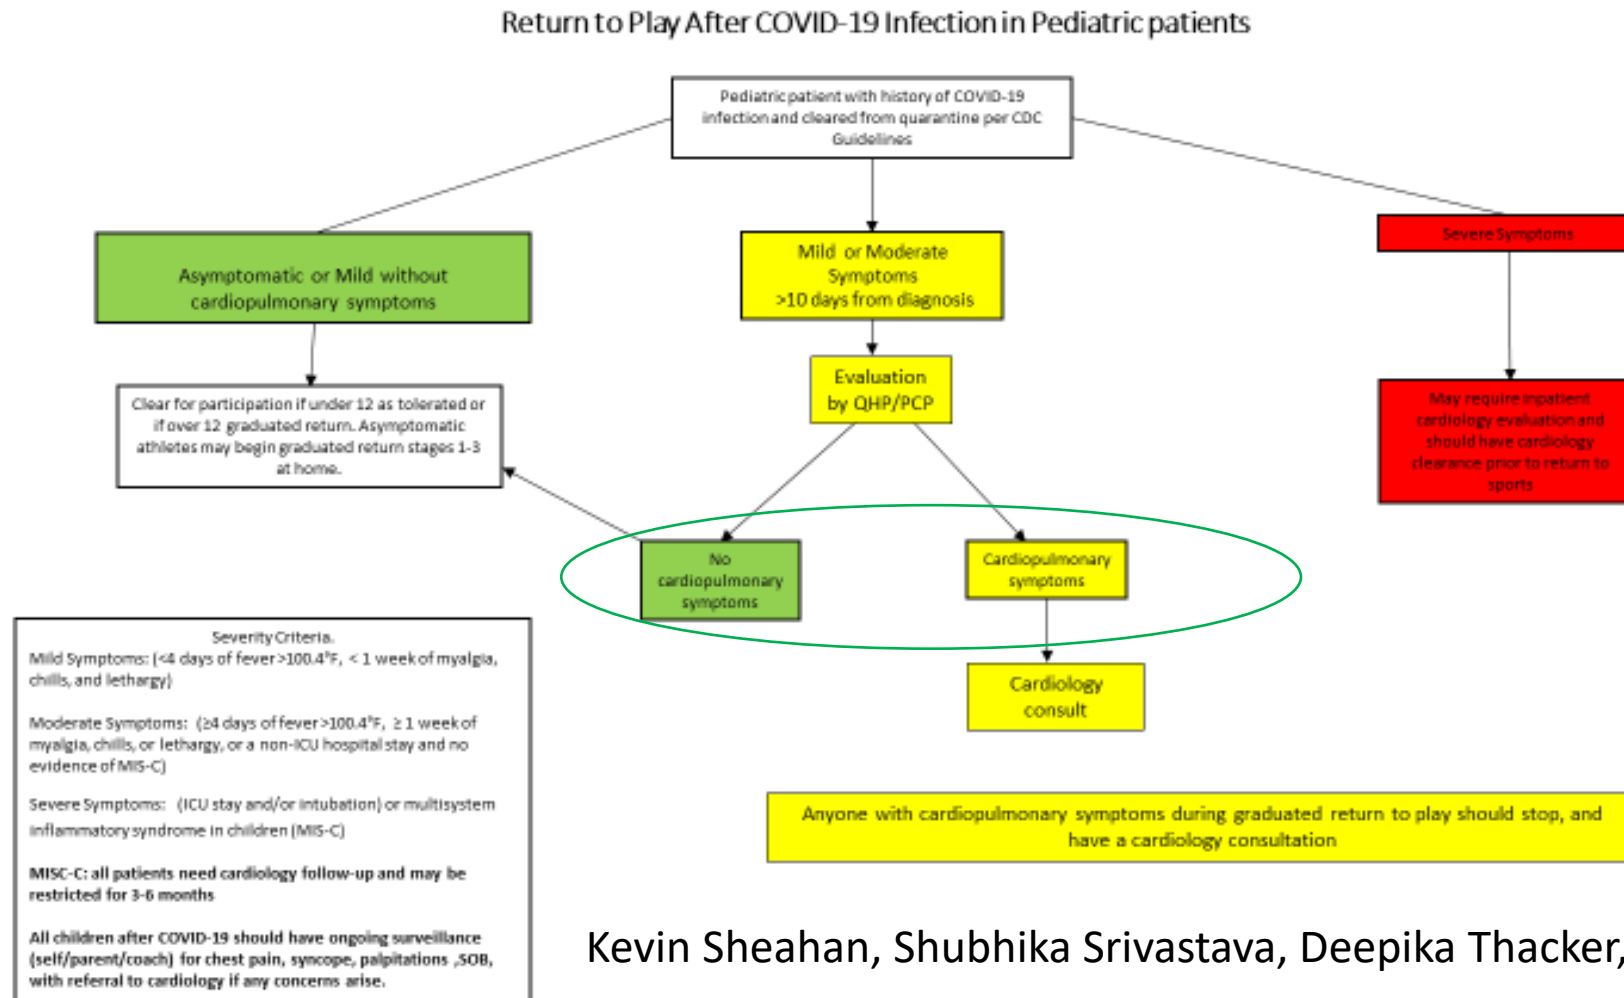 Return to Play After COVID-19 Infection in Pediatric patients
Pediatric patient with history of COVID-19
infection and cleared from quarantine per CDC
Guidelines
Asymptomatic or Mild without
cardiopulmonary symptoms
Mild or Moderate
Symptoms
>10 days from diagnosis
Severe Symptoms
Evaluation
by QHP/PCP
Clear for participation if under 12 as tolerated or
if over 12 graduated return. Asymptomatic
athletes may begin graduated return stages 1-3
at home.
May require inpatient
cardiology evaluation and
should have cardiology
clearance prior to return to
sports
No
cardiopulmonary
symptoms
Cardiopulmonary
symptoms
Cardiology
consult
Severity Criteria.
Mild Symptoms: (<4 days of fever >100.4°F, < 1 week of myalgia,
chills, and lethargy)
Moderate Symptoms: (≥4 days of fever >100.4°F, ≥ 1 week of
myalgia, chills, or lethargy, or a non-ICU hospital stay and no
evidence of MIS-C)
Severe Symptoms: (ICU stay and/or intubation) or multisystem
inflammatory syndrome in children (MIS-C)
MISC-C: all patients need cardiology follow-up and may be
restricted for 3-6 months
All children after COVID-19 should have ongoing surveillance
(self/parent/coach) for chest pain, syncope, palpitations ,SOB,
with referral to cardiology if any concerns arise.
Anyone with cardiopulmonary symptoms during graduated return to play should stop, and
have a cardiology consultation
Kevin Sheahan, Shubhika Srivastava, Deepika Thacker,